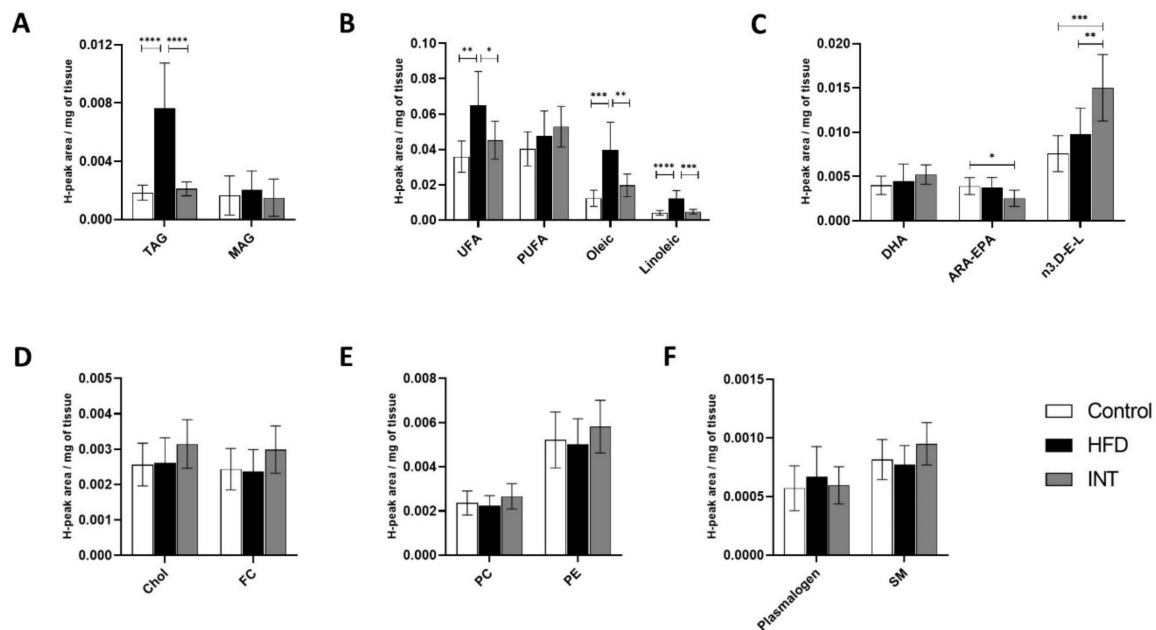 A
H-peak area / mg of tissue
0.012
0.008
0.004
0.000
**** ****
TAG
MAG
B
H-peak area / mg of tissue
0.10
0.08
0.06
0.04
0.02
0.00
** *
*** **
**** ***
UFA
PUFA
Oleic
Linoleic
C
H-peak area / mg of tissue
0.020
0.015
0.010
0.005
0.000
*
***
**
DHA
ARA-EPA
n3.D-E-L
D
H-peak area / mg of tissue
0.005
0.004
0.003
0.002
0.001
0.000
Chol
FC
E
H-peak area / mg of tissue
0.008
0.006
0.004
0.002
0.000
PC
PE
F
H-peak area / mg of tissue
0.0015
0.0010
0.0005
0.0000
Plasmalogen
SM
Control
HFD
INT